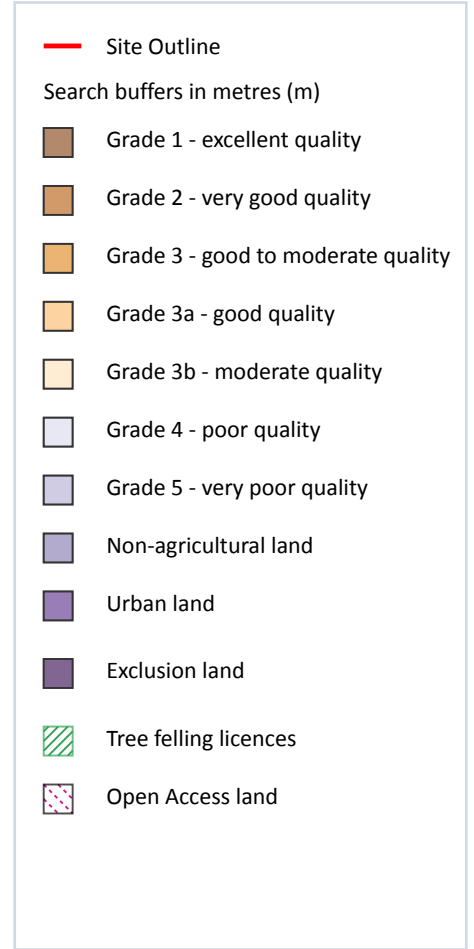 Site Outline
Search buffers in metres (m)
Grade 1 - excellent quality
Grade 2 - very good quality
Grade 3 - good to moderate quality
Grade 3a - good quality
Grade 3b - moderate quality
Grade 4 - poor quality
Grade 5 - very poor quality
Non-agricultural land
Urban land
Exclusion land
Tree felling licences
Open Access land